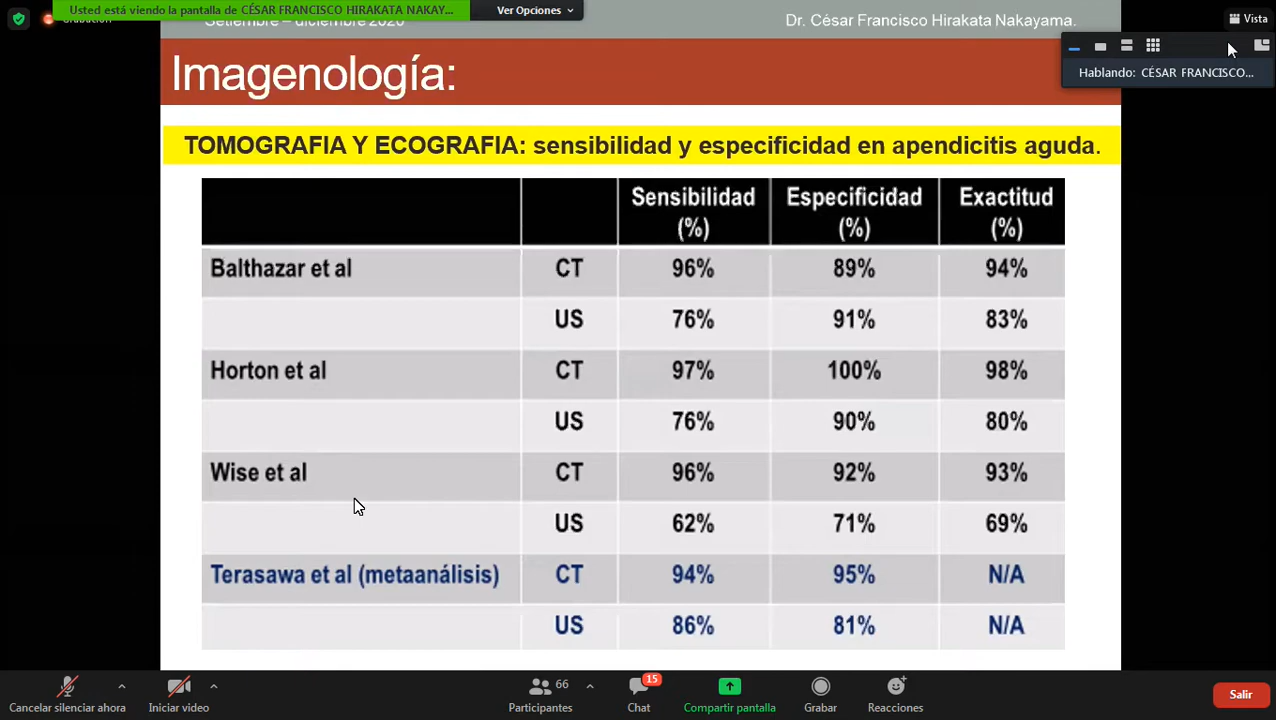 Usted está viendo la pantalla de CÉSAR FRANCISCO HIRAKATA NAKAY...
Ver Opciones
Grabación
Setiembre – diciembre 2020
Dr. César Francisco Hirakata Nakayama.
Vista
Hablando: CÉSAR FRANCISCO...
Imagenología:
TOMOGRAFIA Y ECOGRAFIA: sensibilidad y especificidad en apendicitis aguda.
Sensibilidad (%) Especificidad (%) Exactitud (%)
Balthazar et al CT 96% 89% 94%
US 76% 91% 83%
Horton et al CT 97% 100% 98%
US 76% 90% 80%
Wise et al CT 96% 92% 93%
US 62% 71% 69%
Terasawa et al (metaanálisis) CT 94% 95% N/A
US 86% 81% N/A
Cancelar silenciar ahora
Iniciar video
66
Participantes
15
Chat
Compartir pantalla
Grabar
Reacciones
Salir